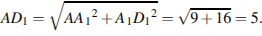 AD₁ = √(AA₁² + A₁D₁²) = √(9 + 16) = 5.